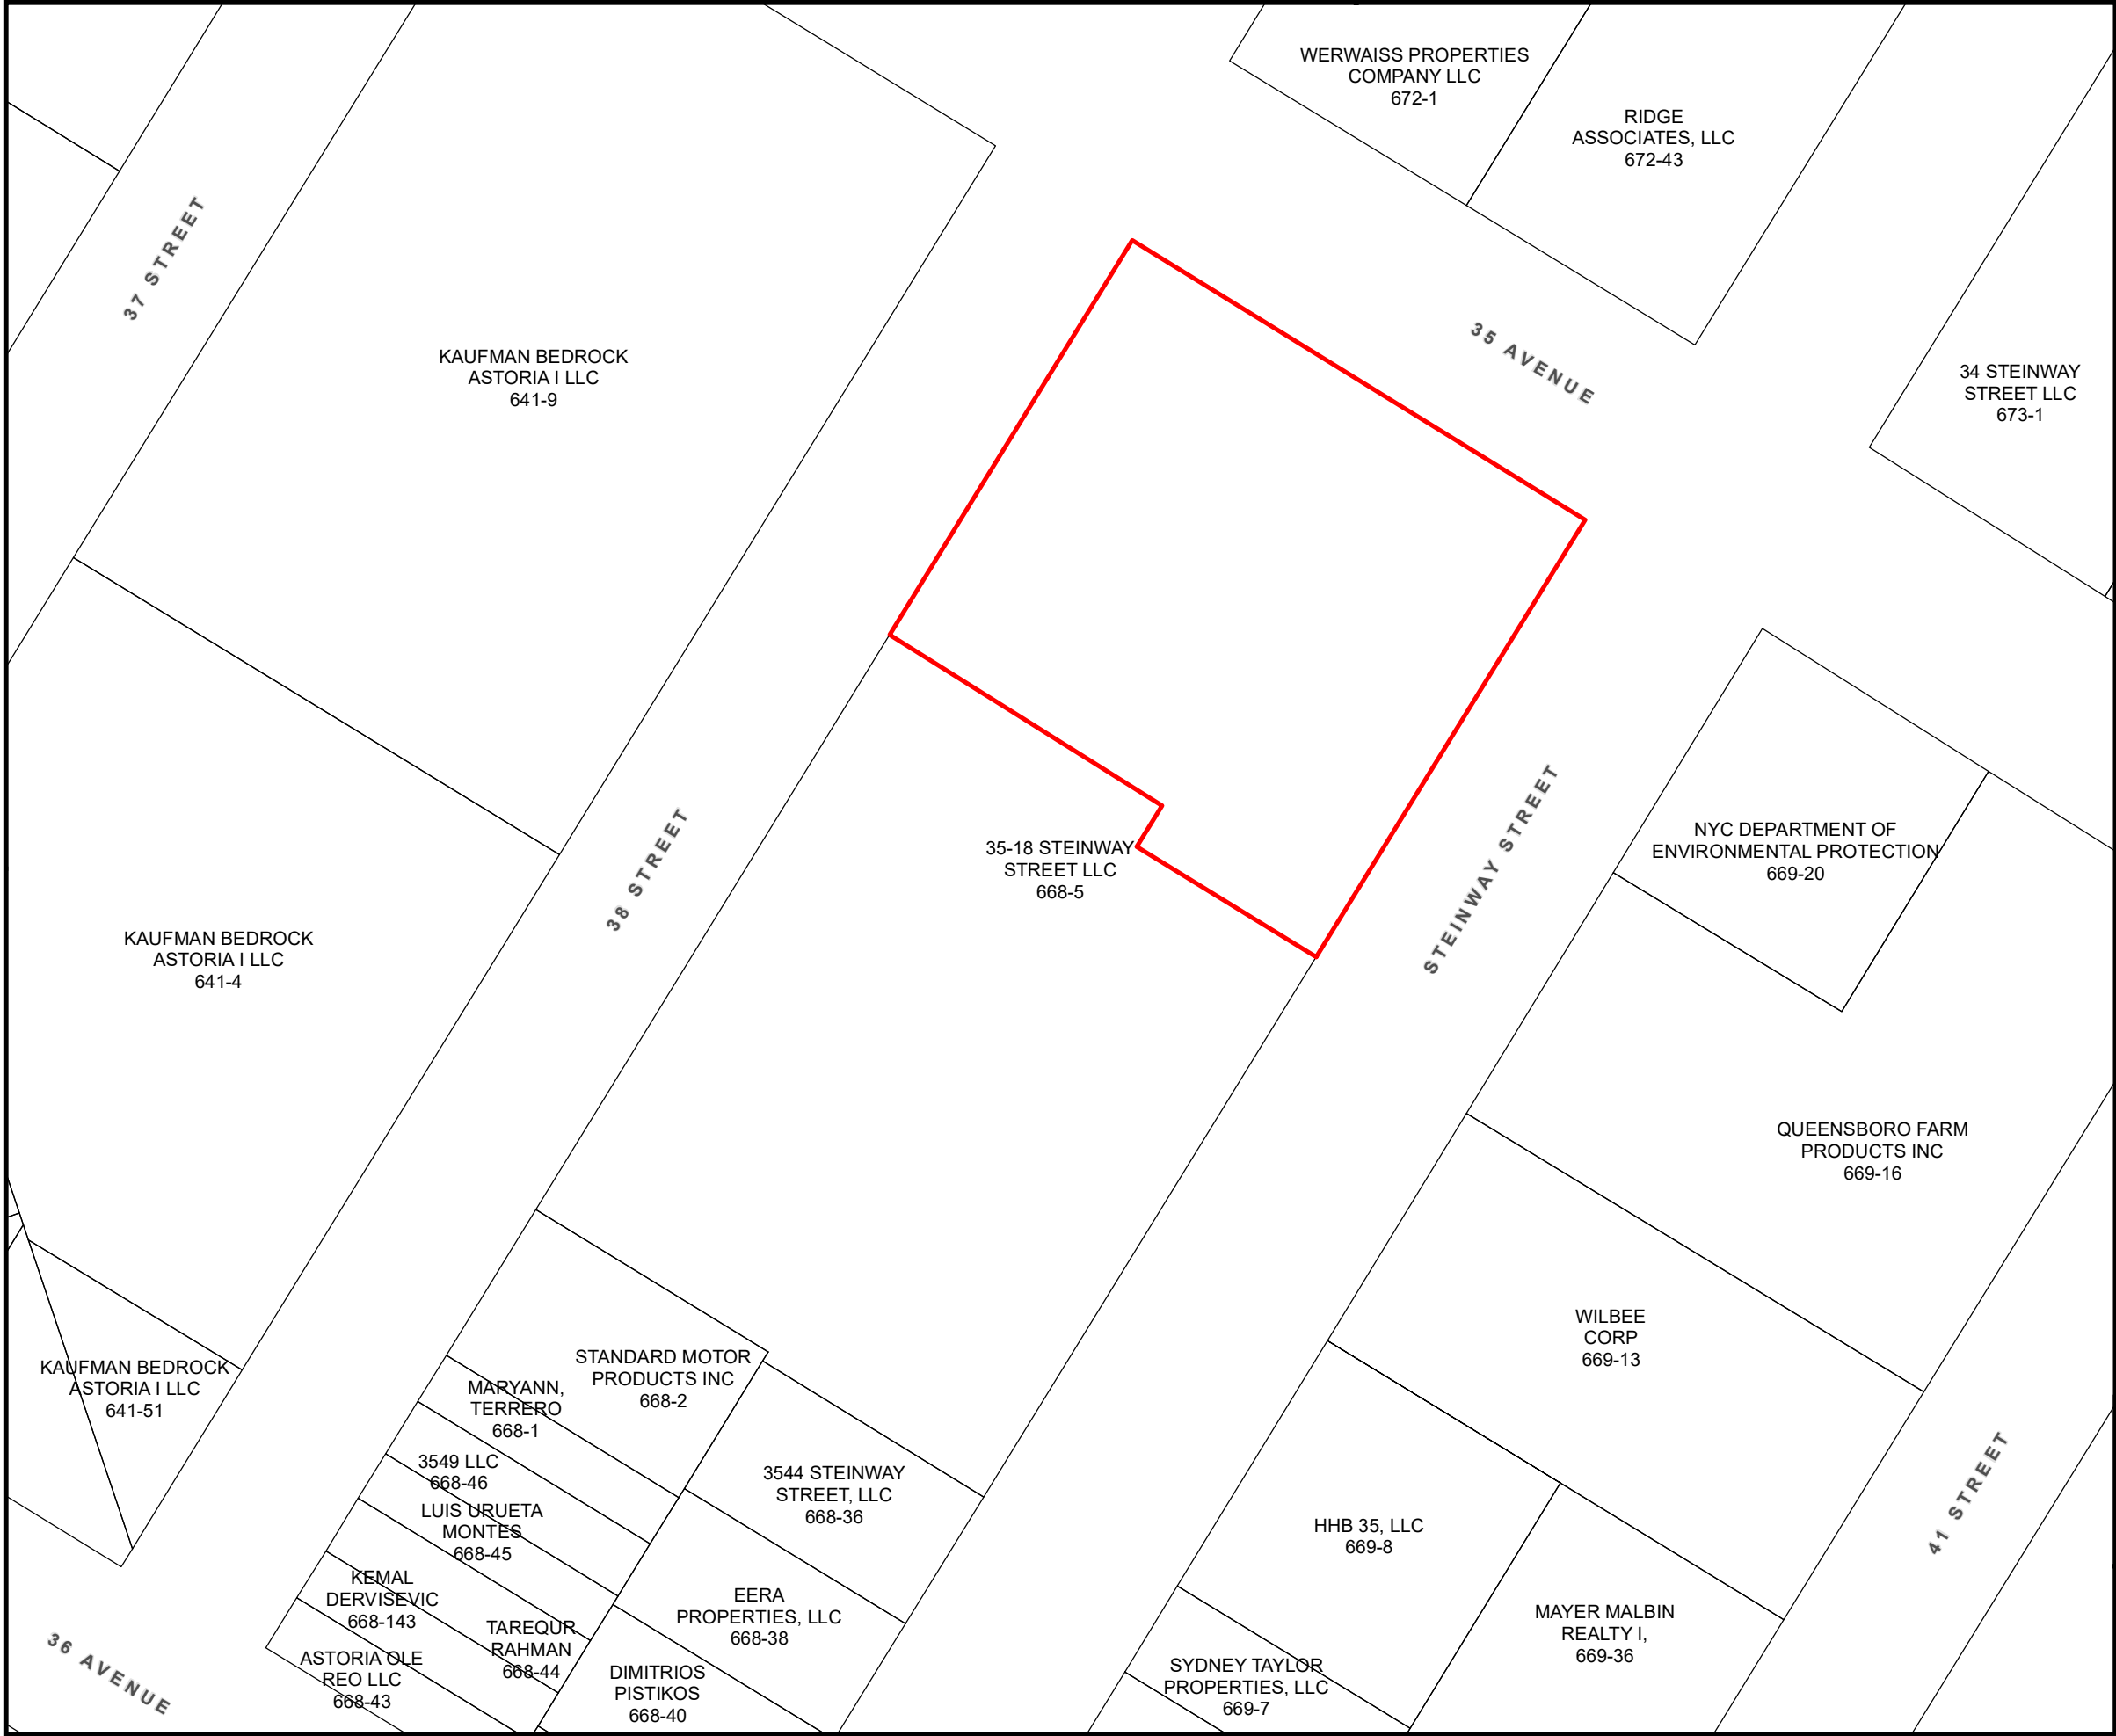 WERWAISS PROPERTIES
COMPANY LLC
672-1
RIDGE
ASSOCIATES, LLC
672-43
37 STREET
KAUFMAN BEDROCK
ASTORIA I LLC
641-9
35 AVENUE
34 STEINWAY
STREET LLC
673-1
38 STREET
35-18 STEINWAY
STREET LLC
668-5
STEINWAY STREET
NYC DEPARTMENT OF
ENVIRONMENTAL PROTECTION
669-20
KAUFMAN BEDROCK
ASTORIA I LLC
641-4
QUEENSBORO FARM
PRODUCTS INC
669-16
WILBEE
CORP
669-13
KAUFMAN BEDROCK
ASTORIA I LLC
641-51
STANDARD MOTOR
PRODUCTS INC
668-2
MARYANN,
TERRERO
668-1
3549 LLC
668-46
3544 STEINWAY
STREET, LLC
668-36
LUIS URUETA
MONTES
668-45
HHB 35, LLC
669-8
41 STREET
KEMAL
DERVISEVIC
668-143
EERA
PROPERTIES, LLC
668-38
TAREQUR
RAHMAN
668-44
MAYER MALBIN
REALTY I,
669-36
36 AVENUE
ASTORIA OLE
REO LLC
668-43
DIMITRIOS
PISTIKOS
668-40
SYDNEY TAYLOR
PROPERTIES, LLC
669-7